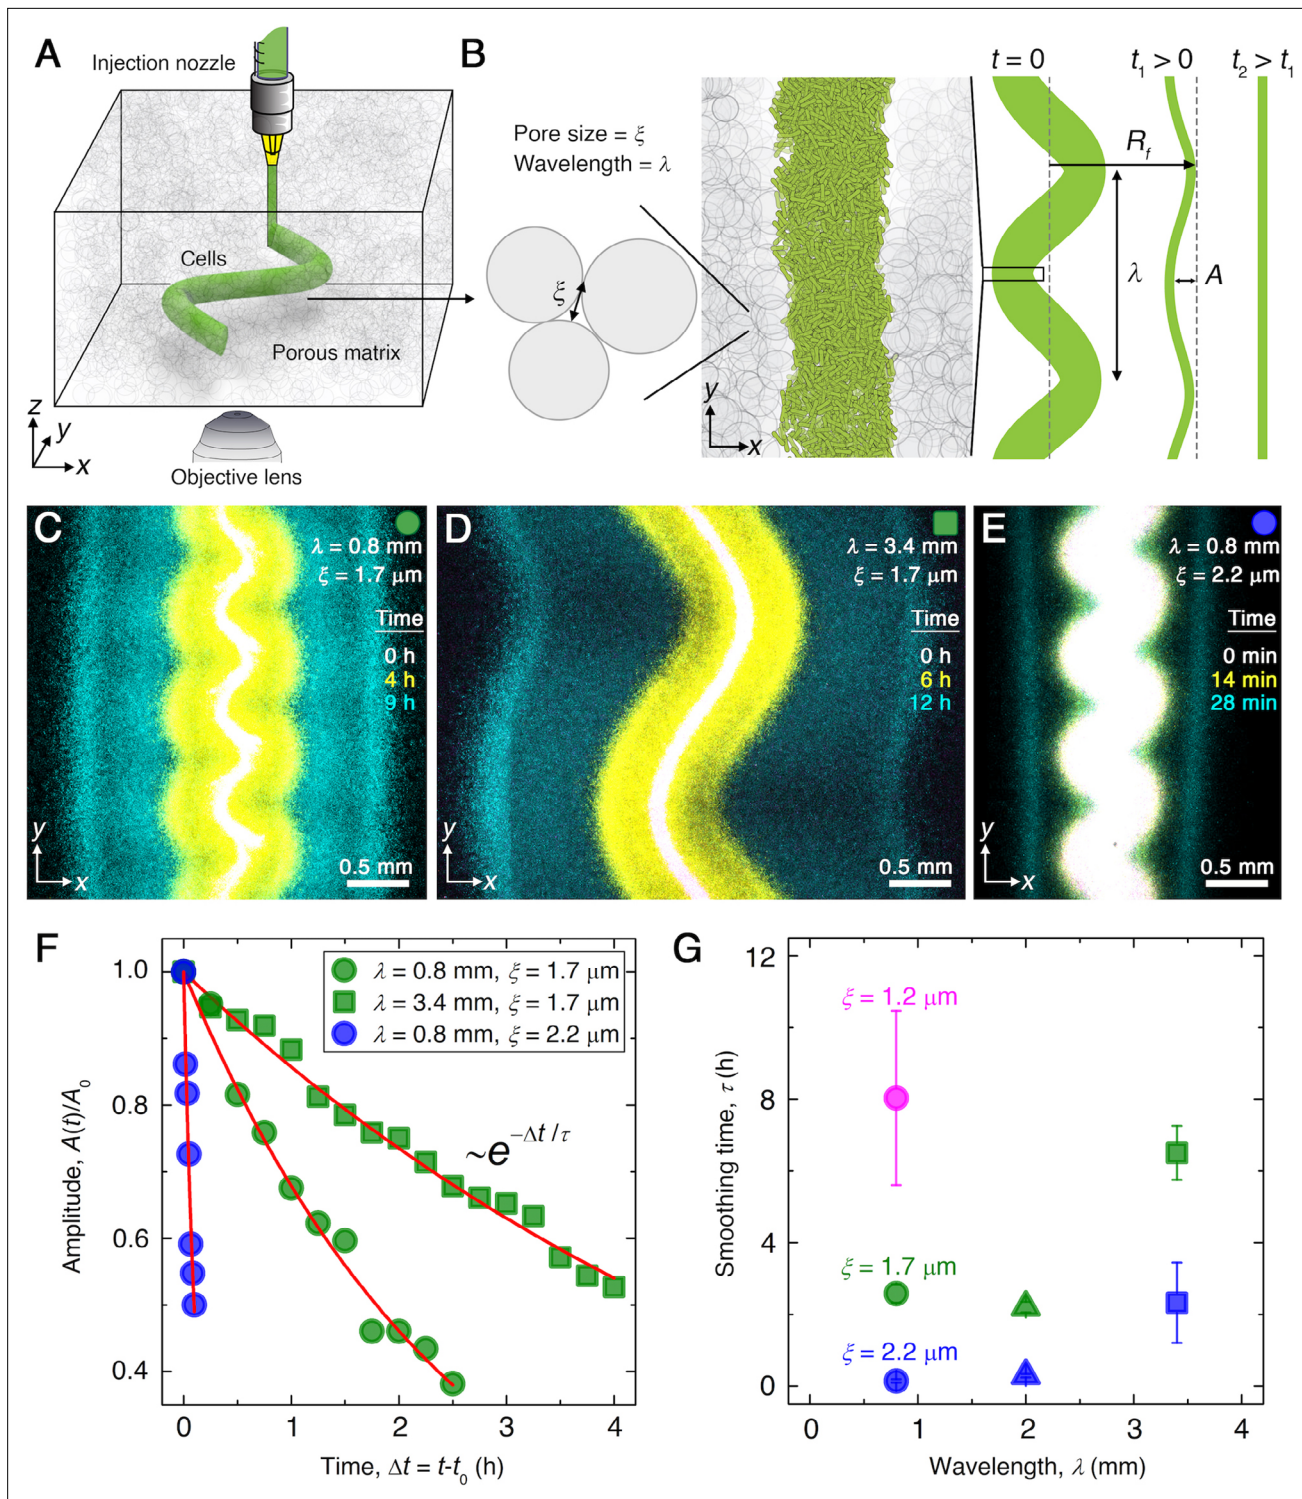 A
Injection nozzle
Cells
Porous matrix
Objective lens
z
y
x
B
Pore size = ξ
Wavelength = λ
ξ
y
x
t = 0
t₁ > 0
t₂ > t₁
R_f
λ
A
C
λ = 0.8 mm
ξ = 1.7 μm
Time
0 h
4 h
9 h
y
x
0.5 mm
D
λ = 3.4 mm
ξ = 1.7 μm
Time
0 h
6 h
12 h
y
x
0.5 mm
E
λ = 0.8 mm
ξ = 2.2 μm
Time
0 min
14 min
28 min
y
x
0.5 mm
F
λ = 0.8 mm, ξ = 1.7 μm
λ = 3.4 mm, ξ = 1.7 μm
λ = 0.8 mm, ξ = 2.2 μm
~e^{-Δt/τ}
Amplitude, A(t)/A₀
1.0
0.8
0.6
0.4
0 1 2 3 4
Time, Δt = t-t₀ (h)
G
ξ = 1.2 μm
ξ = 1.7 μm
ξ = 2.2 μm
Smoothing time, τ (h)
12
8
4
0
0 1 2 3 4
Wavelength, λ (mm)